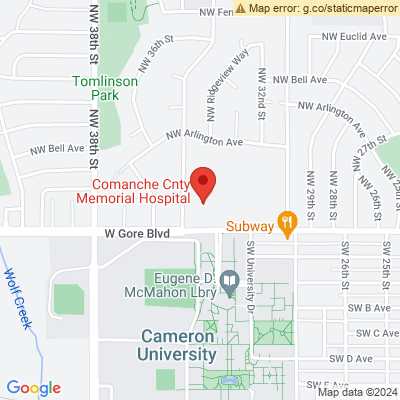 Map error: g.co/staticmaperror
NW Fen
NW Euclid Ave
NW 38th St
NW 36th St
NW Ridgeview Way
NW 32nd St
NW Bell Ave
Tomlinson
Park
NW Arlington Ave
NW Arlington Ave
27th St
NW Bell Ave
NW 38th St
NW 29th St
NW 28th St
NW 26th St
NW 25th
Comanche Cnty
Memorial Hospital
Subway
W Gore Blvd
SW University Dr
SW 26th St
SW 25th St
Wolf Creek
Eugene D.
McMahon Lbry
SW B Ave
Cameron
University
SW C Ave
SW D Ave
SW E Ave
Google
Map data ©2024